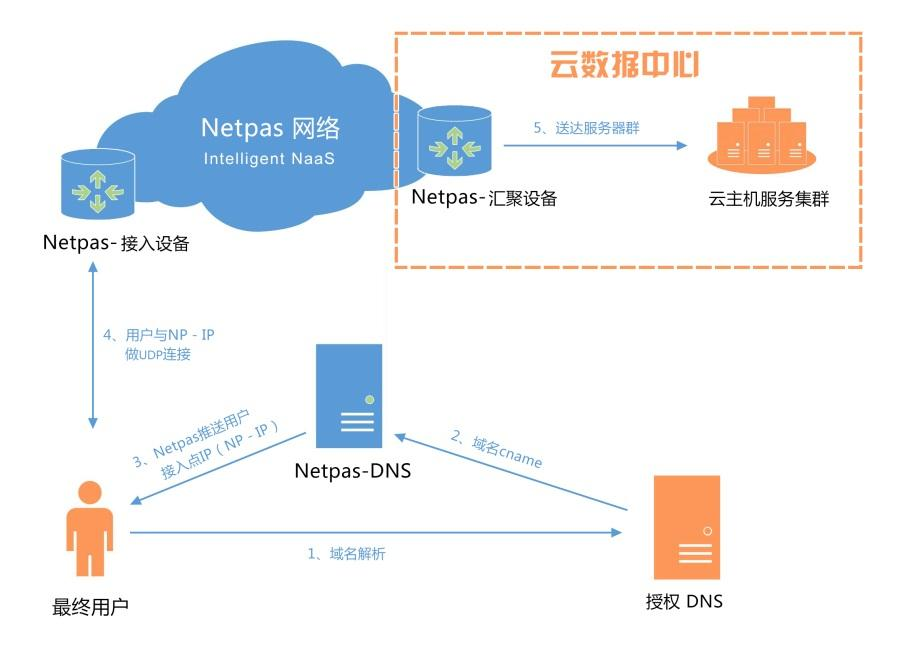 云数据中心
Netpas 网络
Intelligent NaaS
5、送达服务器群
Netpas-汇聚设备
云主机服务集群
Netpas-接入设备
4、用户与NP-IP
做UDP连接
3、Netpas推送用户
接入点IP（NP-IP）
2、域名cname
Netpas-DNS
1、域名解析
最终用户
授权 DNS